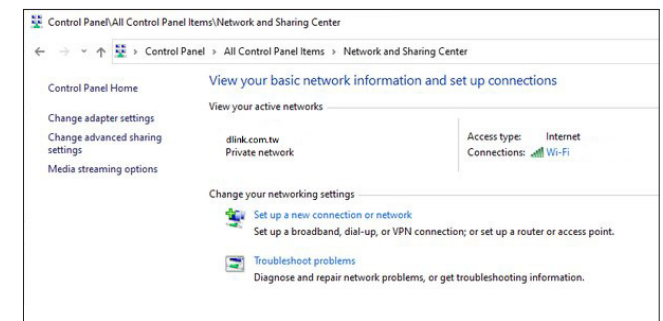 Control Panel\All Control Panel Items\Network and Sharing Center
Control Panel > All Control Panel Items > Network and Sharing Center
Control Panel Home
Change adapter settings
Change advanced sharing
settings
Media streaming options
View your basic network information and set up connections
View your active networks
dlink.com.tw
Private network
Access type: Internet
Connections: Wi-Fi
Change your networking settings
Set up a new connection or network
Set up a broadband, dial-up, or VPN connection; or set up a router or access point.
Troubleshoot problems
Diagnose and repair network problems, or get troubleshooting information.